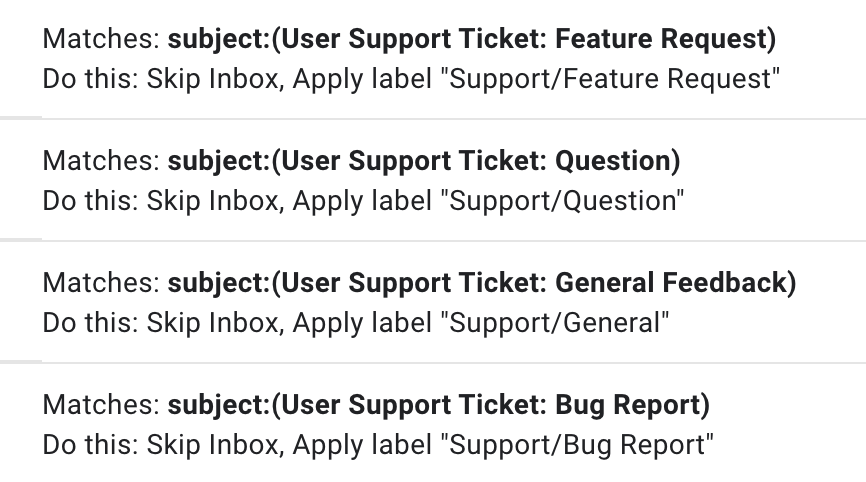 Matches: subject:(User Support Ticket: Feature Request)
Do this: Skip Inbox, Apply label "Support/Feature Request"
Matches: subject:(User Support Ticket: Question)
Do this: Skip Inbox, Apply label "Support/Question"
Matches: subject:(User Support Ticket: General Feedback)
Do this: Skip Inbox, Apply label "Support/General"
Matches: subject:(User Support Ticket: Bug Report)
Do this: Skip Inbox, Apply label "Support/Bug Report"